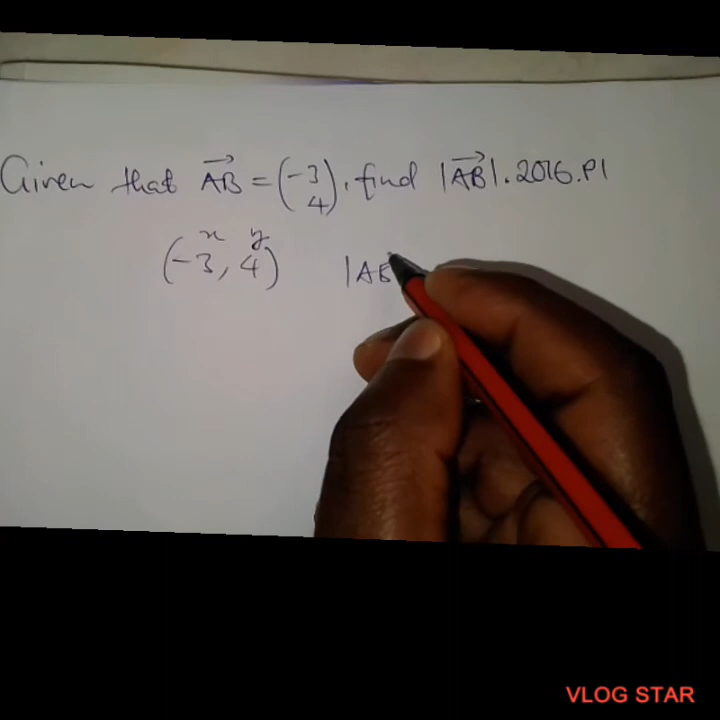 Given that AB = (-3 4), find |AB|. 2016. P1
x y
(-3, 4) |AB
VLOG STAR